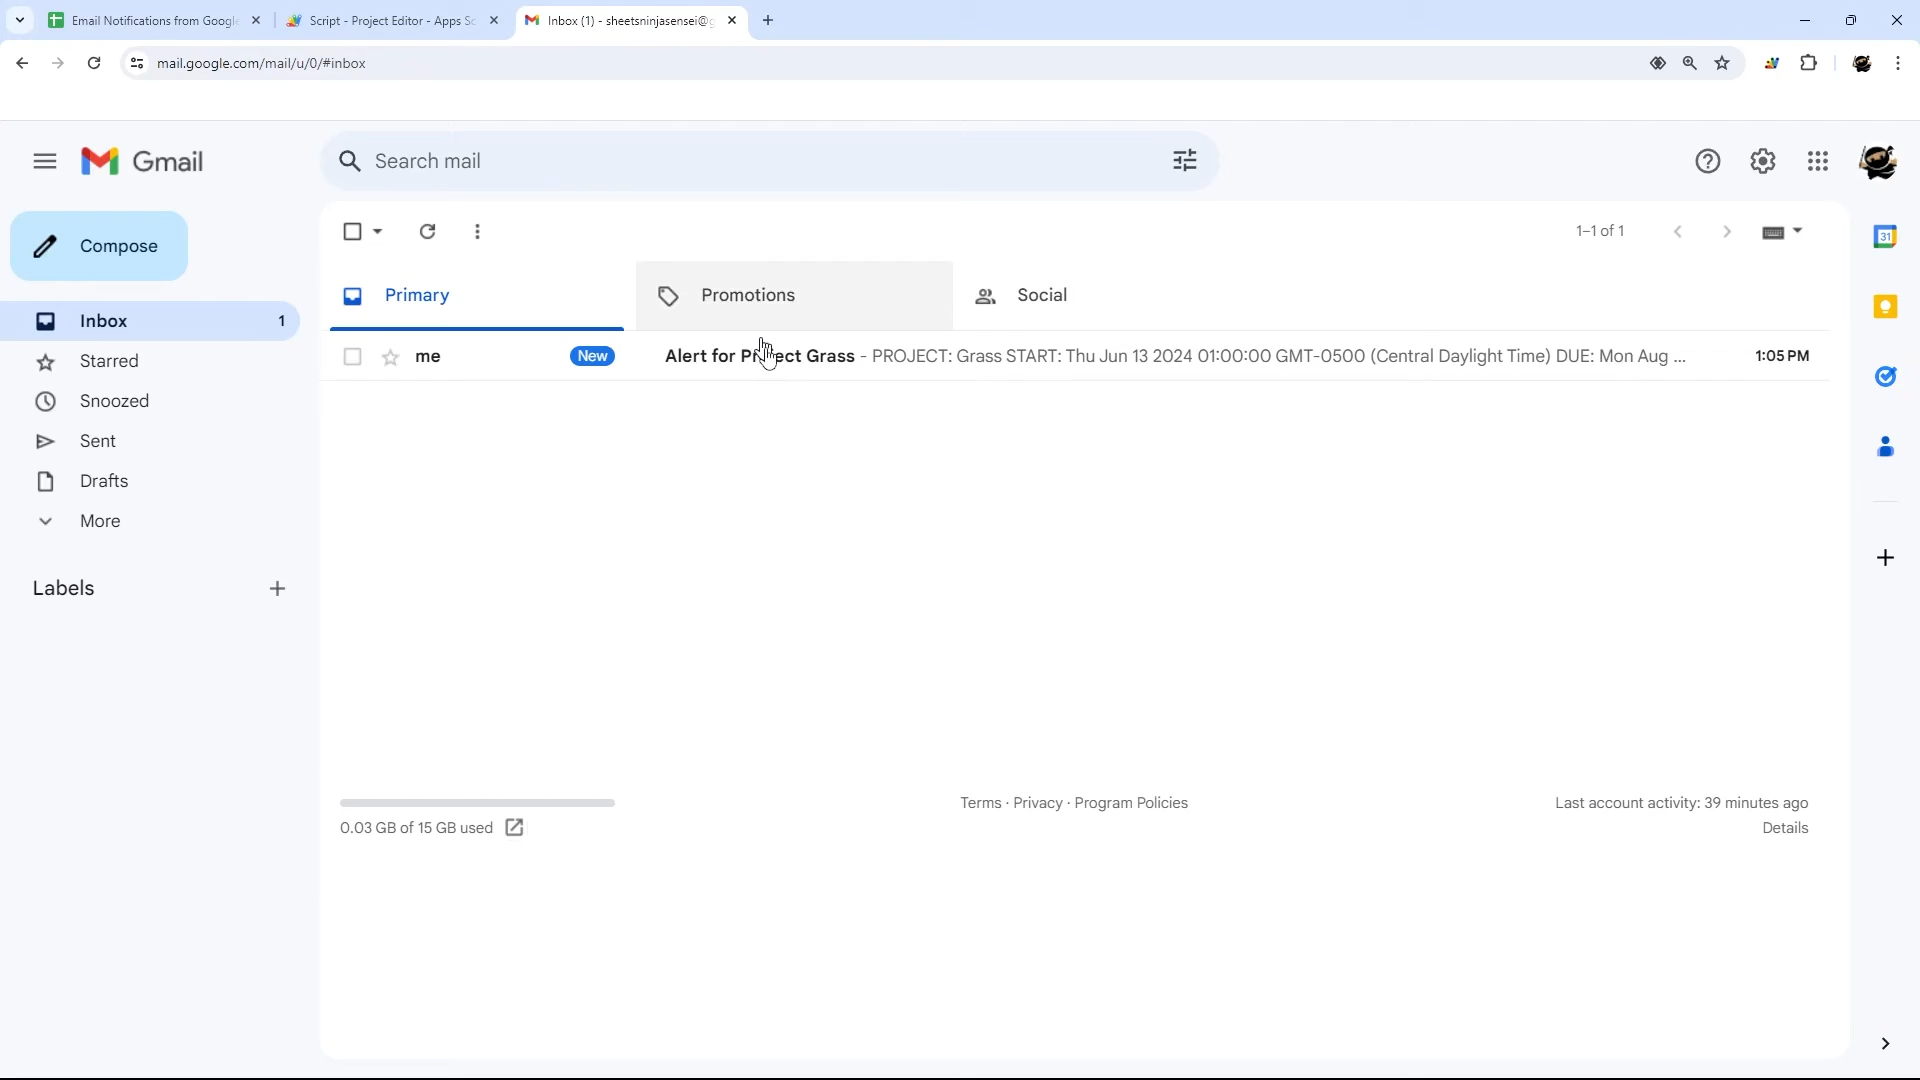 Email Notifications from Google
Script - Project Editor - Apps Sc
Inbox (1) - sheetsninjasensei@g
mail.google.com/mail/u/0/#inbox
Gmail
Search mail
Compose
1–1 of 1
Primary
Promotions
Social
Inbox 1
me New Alert for Project Grass - PROJECT: Grass START: Thu Jun 13 2024 01:00:00 GMT-0500 (Central Daylight Time) DUE: Mon Aug ... 1:05 PM
Starred
Snoozed
Sent
Drafts
More
Labels
0.03 GB of 15 GB used
Terms · Privacy · Program Policies
Last account activity: 39 minutes ago
Details
31